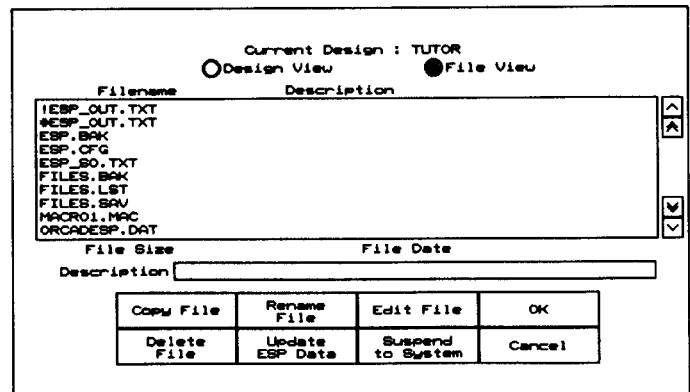 Current Design : TUTOR
Design View File View
Filename Description
!ESP_OUT.TXT
#ESP_OUT.TXT
ESP.BAK
ESP.CFG
ESP_SO.TXT
FILES.BAK
FILES.LST
FILES.SAV
MACRO1.MAC
ORCADESP.DAT
File Size File Date
Description
Copy File Rename File Edit File OK
Delete File Update ESP Data Suspend to System Cancel